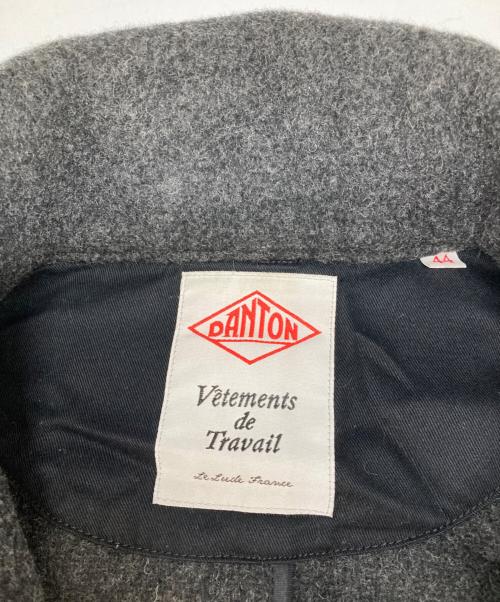 44
DANTON
Vêtements
de
Travail
Le Lude France